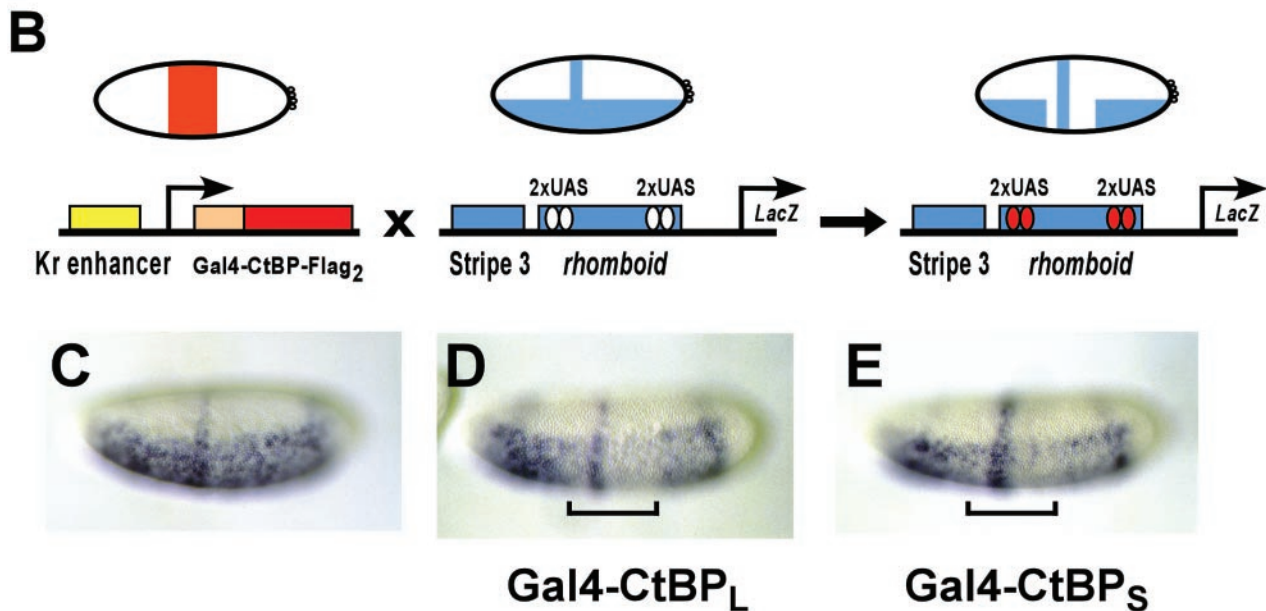 B
2xUAS 2xUAS
LacZ
x
2xUAS 2xUAS
LacZ
Kr enhancer
Gal4-CtBP-Flag2
Stripe 3
rhomboid
Stripe 3
rhomboid
C
D
E
Gal4-CtBPL
Gal4-CtBPS